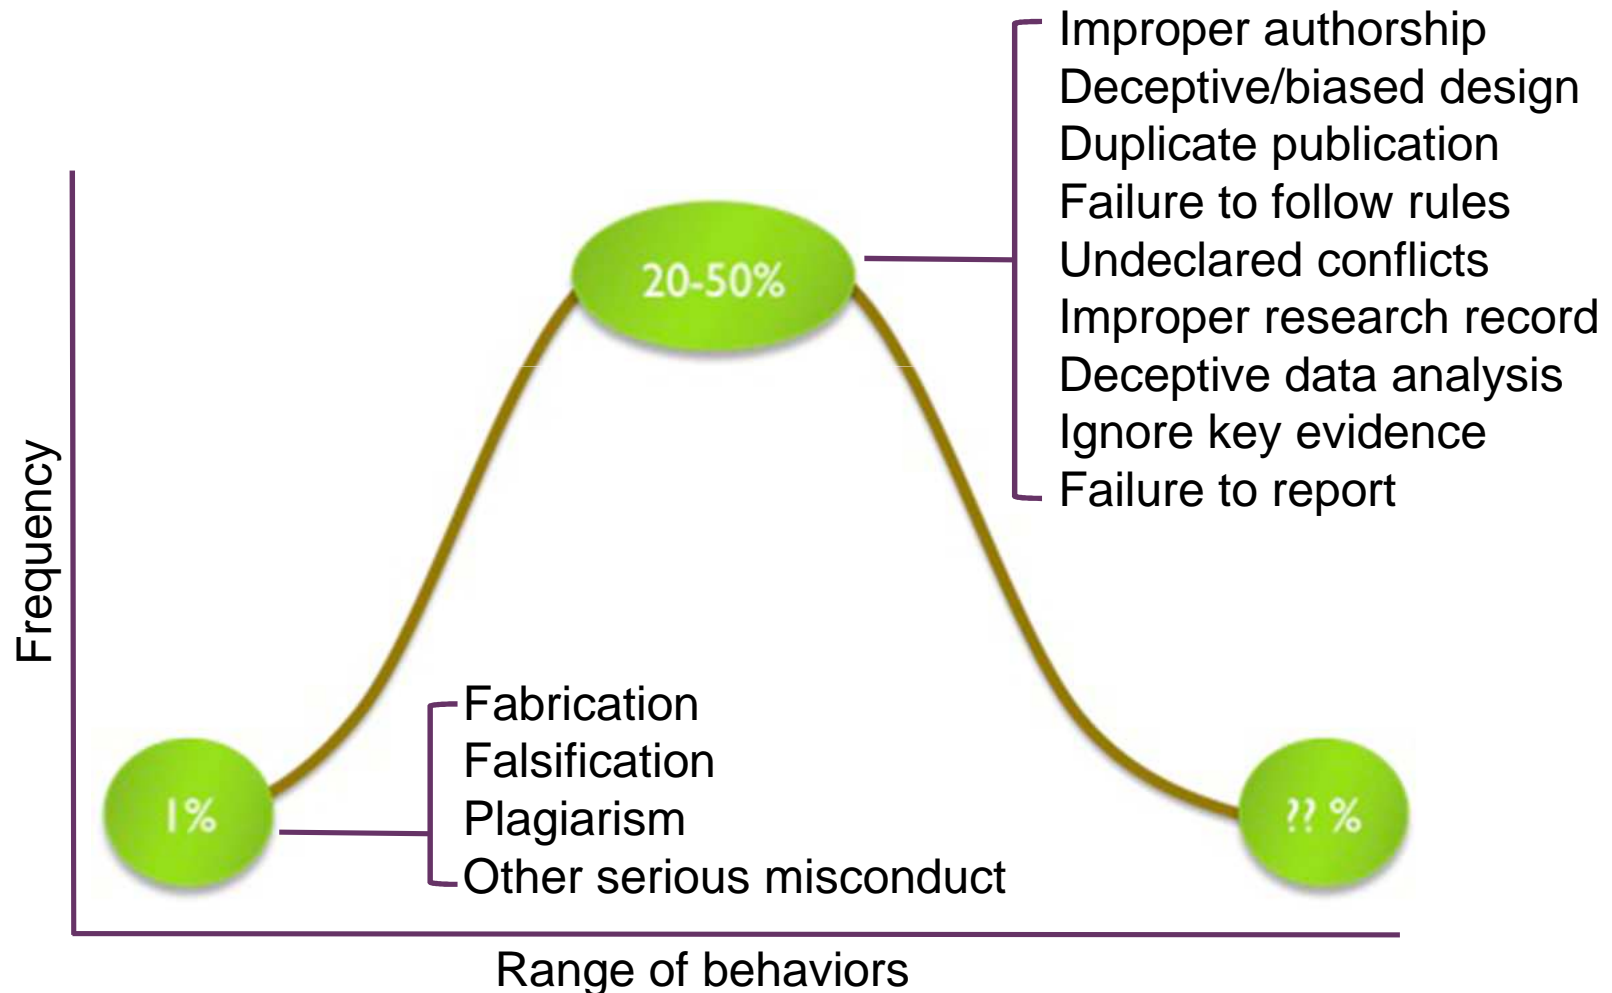 Improper authorship
Deceptive/biased design
Duplicate publication
Failure to follow rules
Undeclared conflicts
Improper research record
Deceptive data analysis
Ignore key evidence
Failure to report
20-50%
Frequency
Fabrication
Falsification
Plagiarism
Other serious misconduct
1%
?? %
Range of behaviors